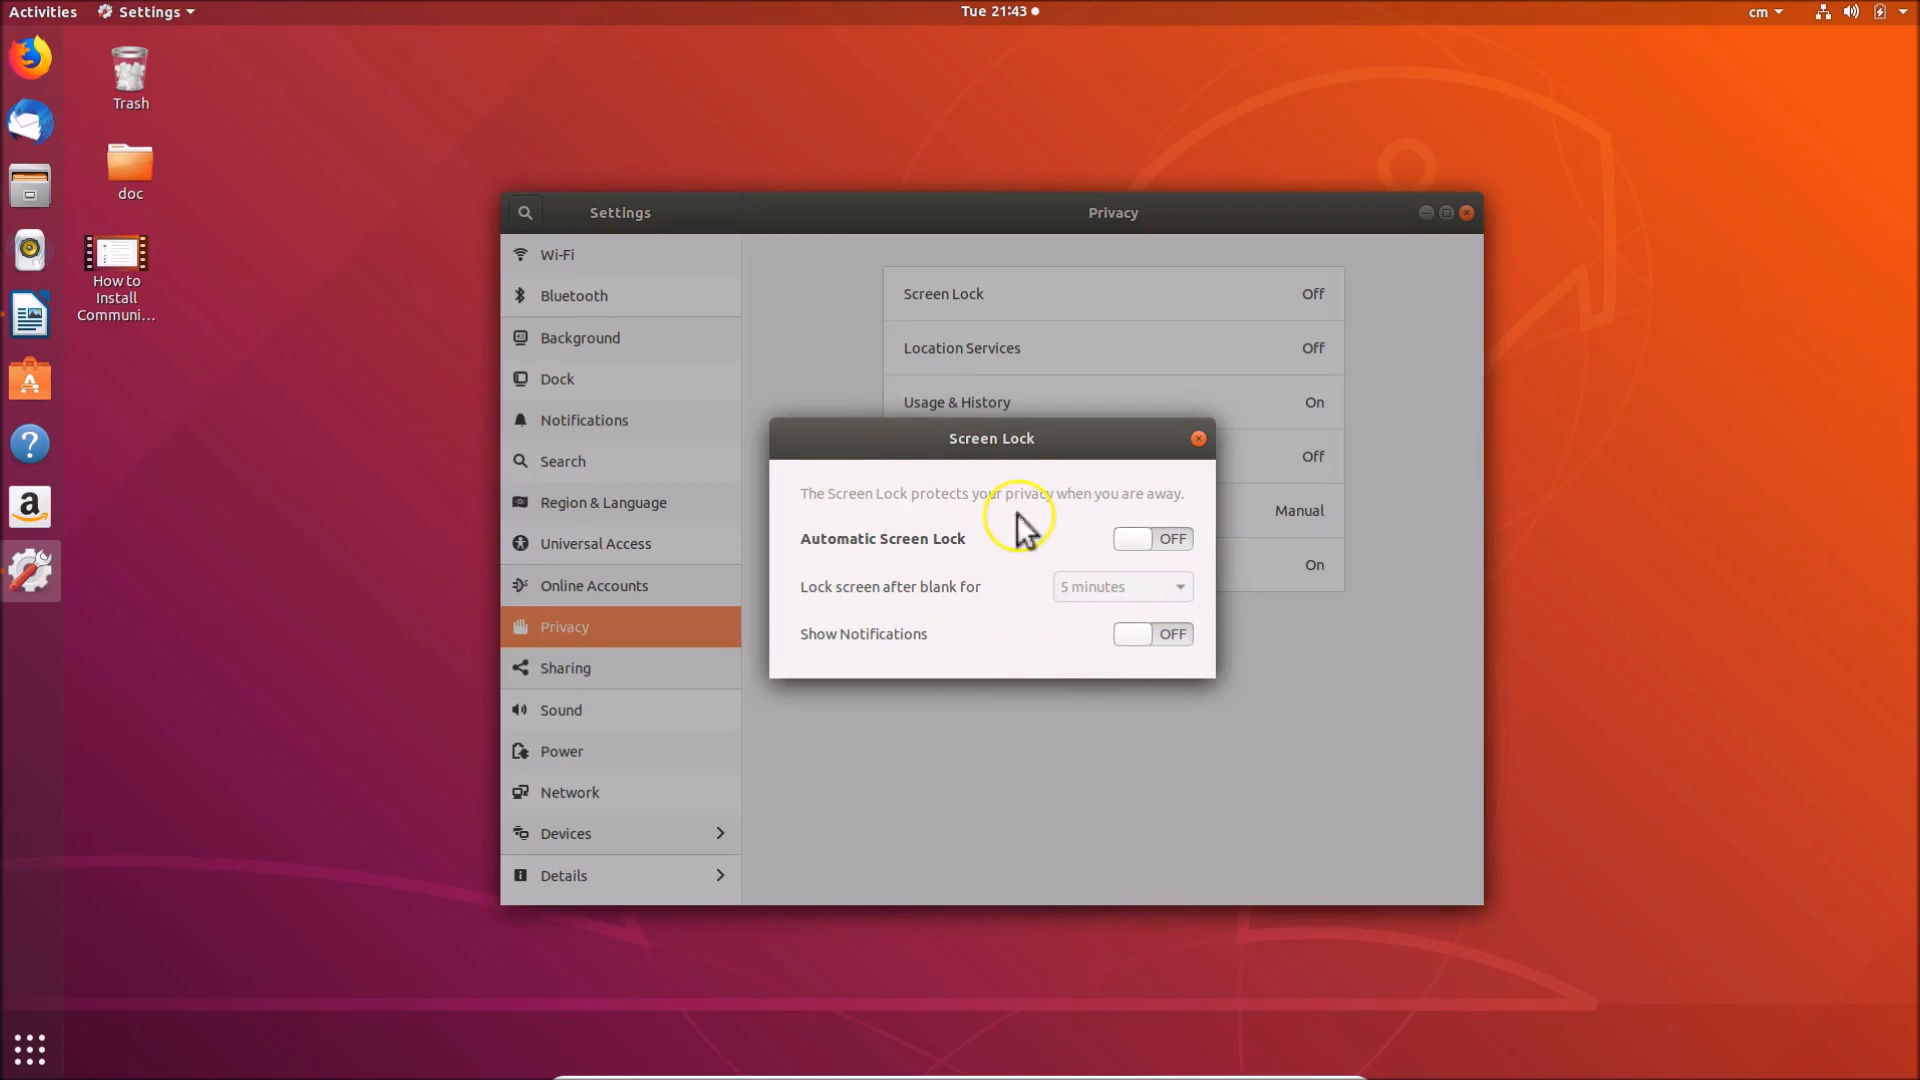 Activities
Settings
Tue 21:43
cm
Trash
doc
How to
Install
Communi...
Settings
Privacy
Wi-Fi
Bluetooth
Background
Dock
Notifications
Search
Region & Language
Universal Access
Online Accounts
Privacy
Sharing
Sound
Power
Network
Devices
Details
Screen Lock Off
Location Services Off
Usage & History On
Off
Manual
On
Screen Lock
The Screen Lock protects your privacy when you are away.
Automatic Screen Lock OFF
Lock screen after blank for 5 minutes
Show Notifications OFF